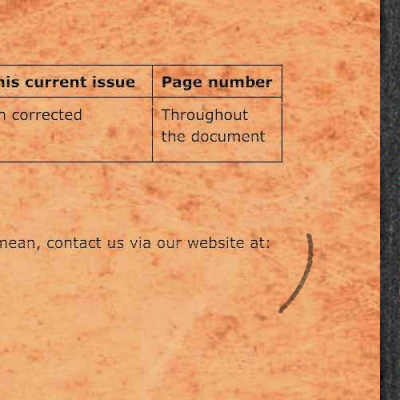 his current issue Page number
n corrected Throughout
the document
mean, contact us via our website at: